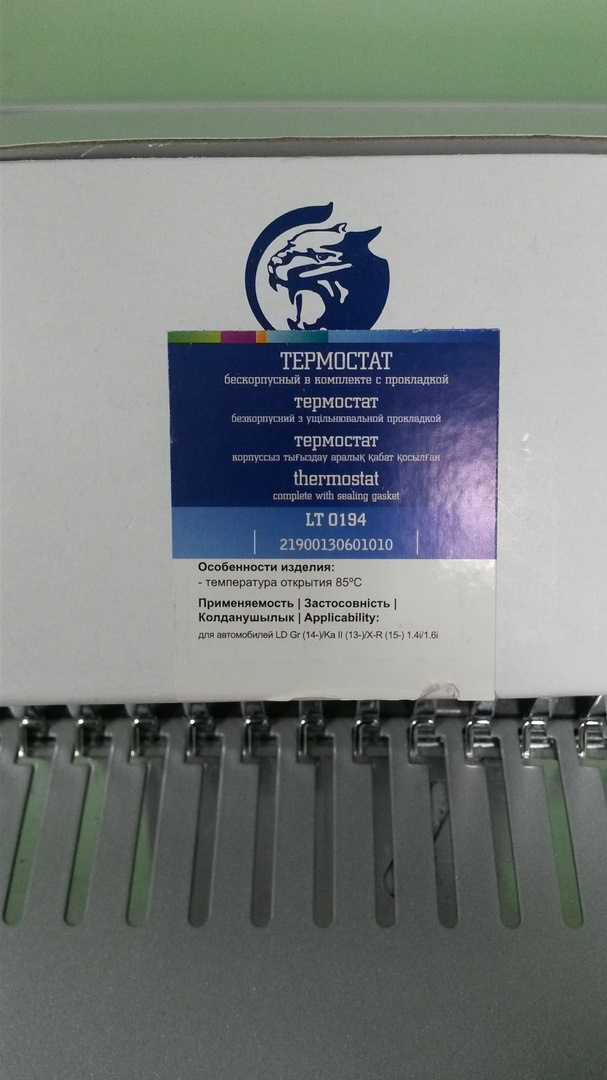 ТЕРМОСТАТ
бескорпусный в комплекте с прокладкой
термостат
безкорпусний з ущільнювальной прокладкой
термостат
корпуссыз тығыздау аралық қабат қосылған
thermostat
complete with sealing gasket
LT 0194
21900130601010
Особенности изделия:
- температура открытия 85ºС
Применяемость | Застосовність |
Колданушылык | Applicability:
для автомобилей LD Gr (14-)/Ka II (13-)/X-R (15-) 1.4i/1.6i